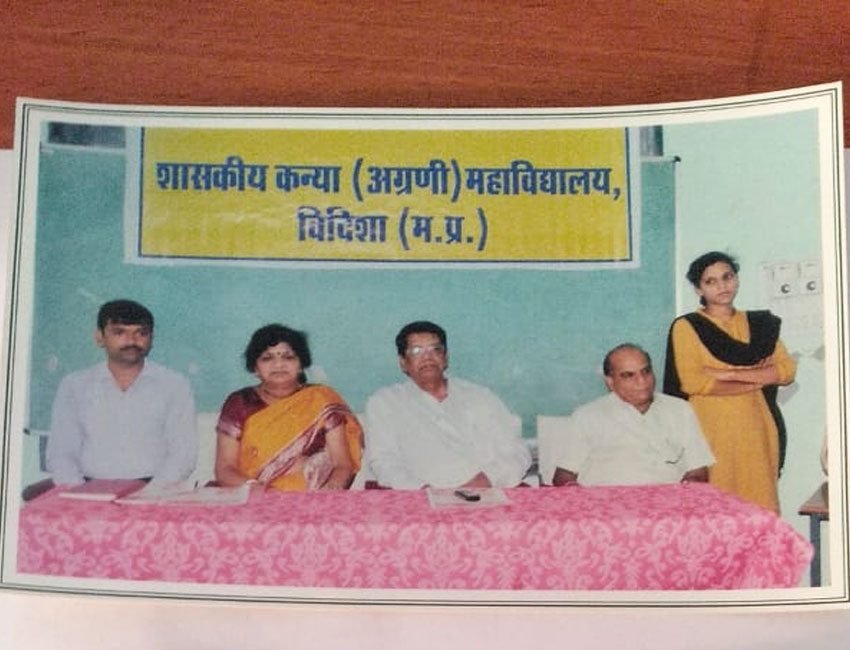 शासकीय कन्या (अग्रणी) महाविद्यालय,
विदिशा (म.प्र.)